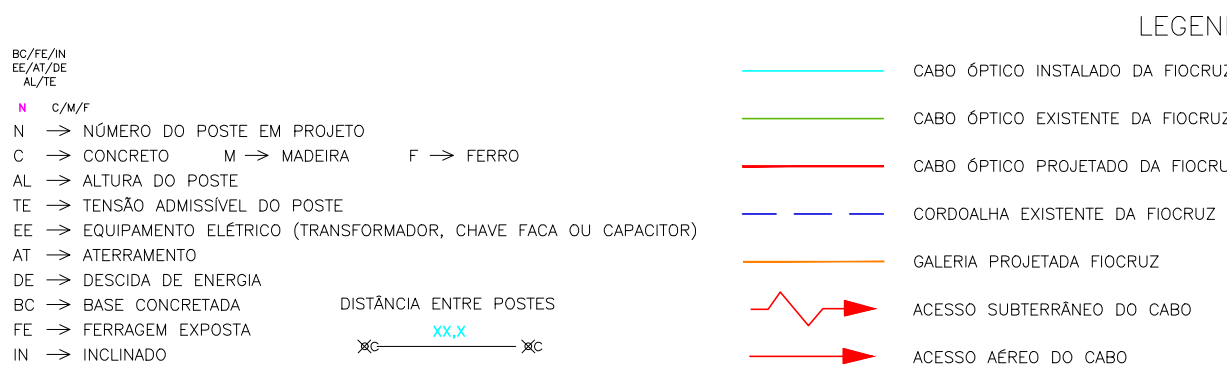 LEGEN
BC/FE/IN
EE/AT/DE
AL/TE
N C/M/F
N → NÚMERO DO POSTE EM PROJETO
C → CONCRETO M → MADEIRA F → FERRO
AL → ALTURA DO POSTE
TE → TENSÃO ADMISSÍVEL DO POSTE
EE → EQUIPAMENTO ELÉTRICO (TRANSFORMADOR, CHAVE FACA OU CAPACITOR)
AT → ATERRAMENTO
DE → DESCIDA DE ENERGIA
BC → BASE CONCRETADA
FE → FERRAGEM EXPOSTA
IN → INCLINADO
DISTÂNCIA ENTRE POSTES
XX,X
C C
CABO ÓPTICO INSTALADO DA FIOCRUZ
CABO ÓPTICO EXISTENTE DA FIOCRUZ
CABO ÓPTICO PROJETADO DA FIOCRU
CORDOALHA EXISTENTE DA FIOCRUZ
GALERIA PROJETADA FIOCRUZ
ACESSO SUBTERRÂNEO DO CABO
ACESSO AÉREO DO CABO